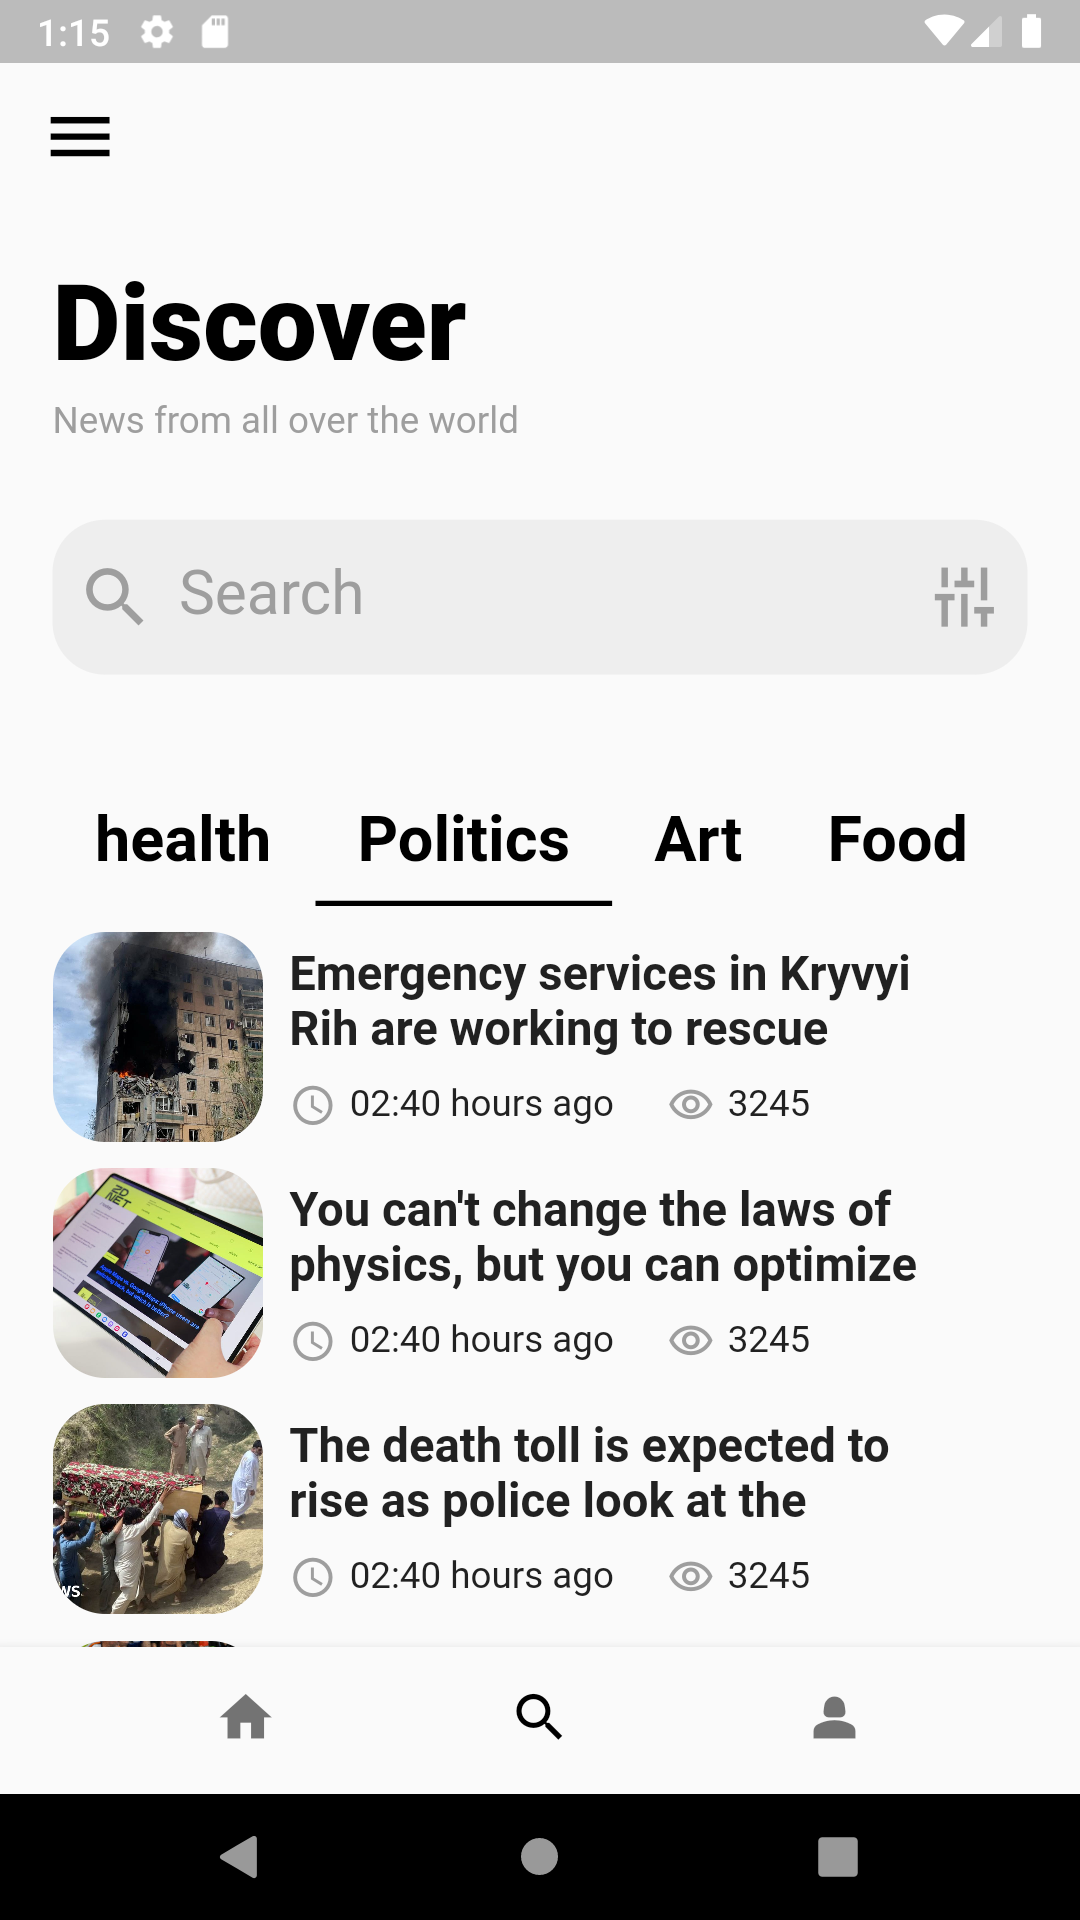 1:15
Discover
News from all over the world
Search
health Politics Art Food
Emergency services in Kryvyi
Rih are working to rescue
02:40 hours ago 3245
ZD
NET
You can't change the laws of
physics, but you can optimize
02:40 hours ago 3245
The death toll is expected to
rise as police look at the
WS
02:40 hours ago 3245